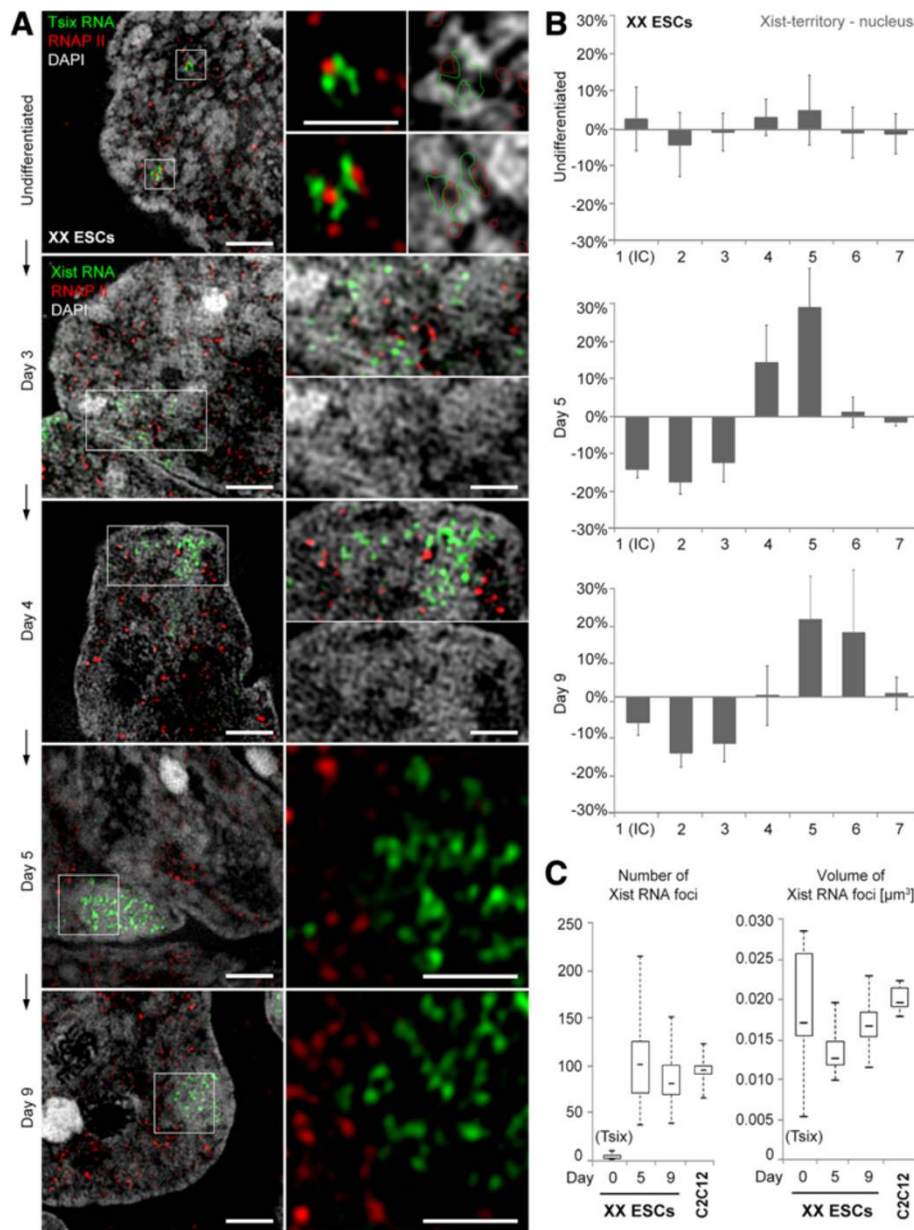 A
Tsix RNA
RNAP II
DAPI
XX ESCs
Undifferentiated
Xist RNA
RNAP II
DAPI
Day 3
Day 4
Day 5
Day 9
B
XX ESCs
Xist-territory - nucleus
Undifferentiated
30%
20%
10%
0%
-10%
-20%
-30%
1 (IC) 2 3 4 5 6 7
Day 5
30%
20%
10%
0%
-10%
-20%
-30%
1 (IC) 2 3 4 5 6 7
Day 9
30%
20%
10%
0%
-10%
-20%
-30%
1 (IC) 2 3 4 5 6 7
C
Number of
Xist RNA foci
250
200
150
100
50
0
(Tsix)
Day 0 5 9
XX ESCs
C2C12
Volume of
Xist RNA foci [µm³]
0.030
0.025
0.020
0.015
0.010
0.005
0
(Tsix)
Day 0 5 9
XX ESCs
C2C12